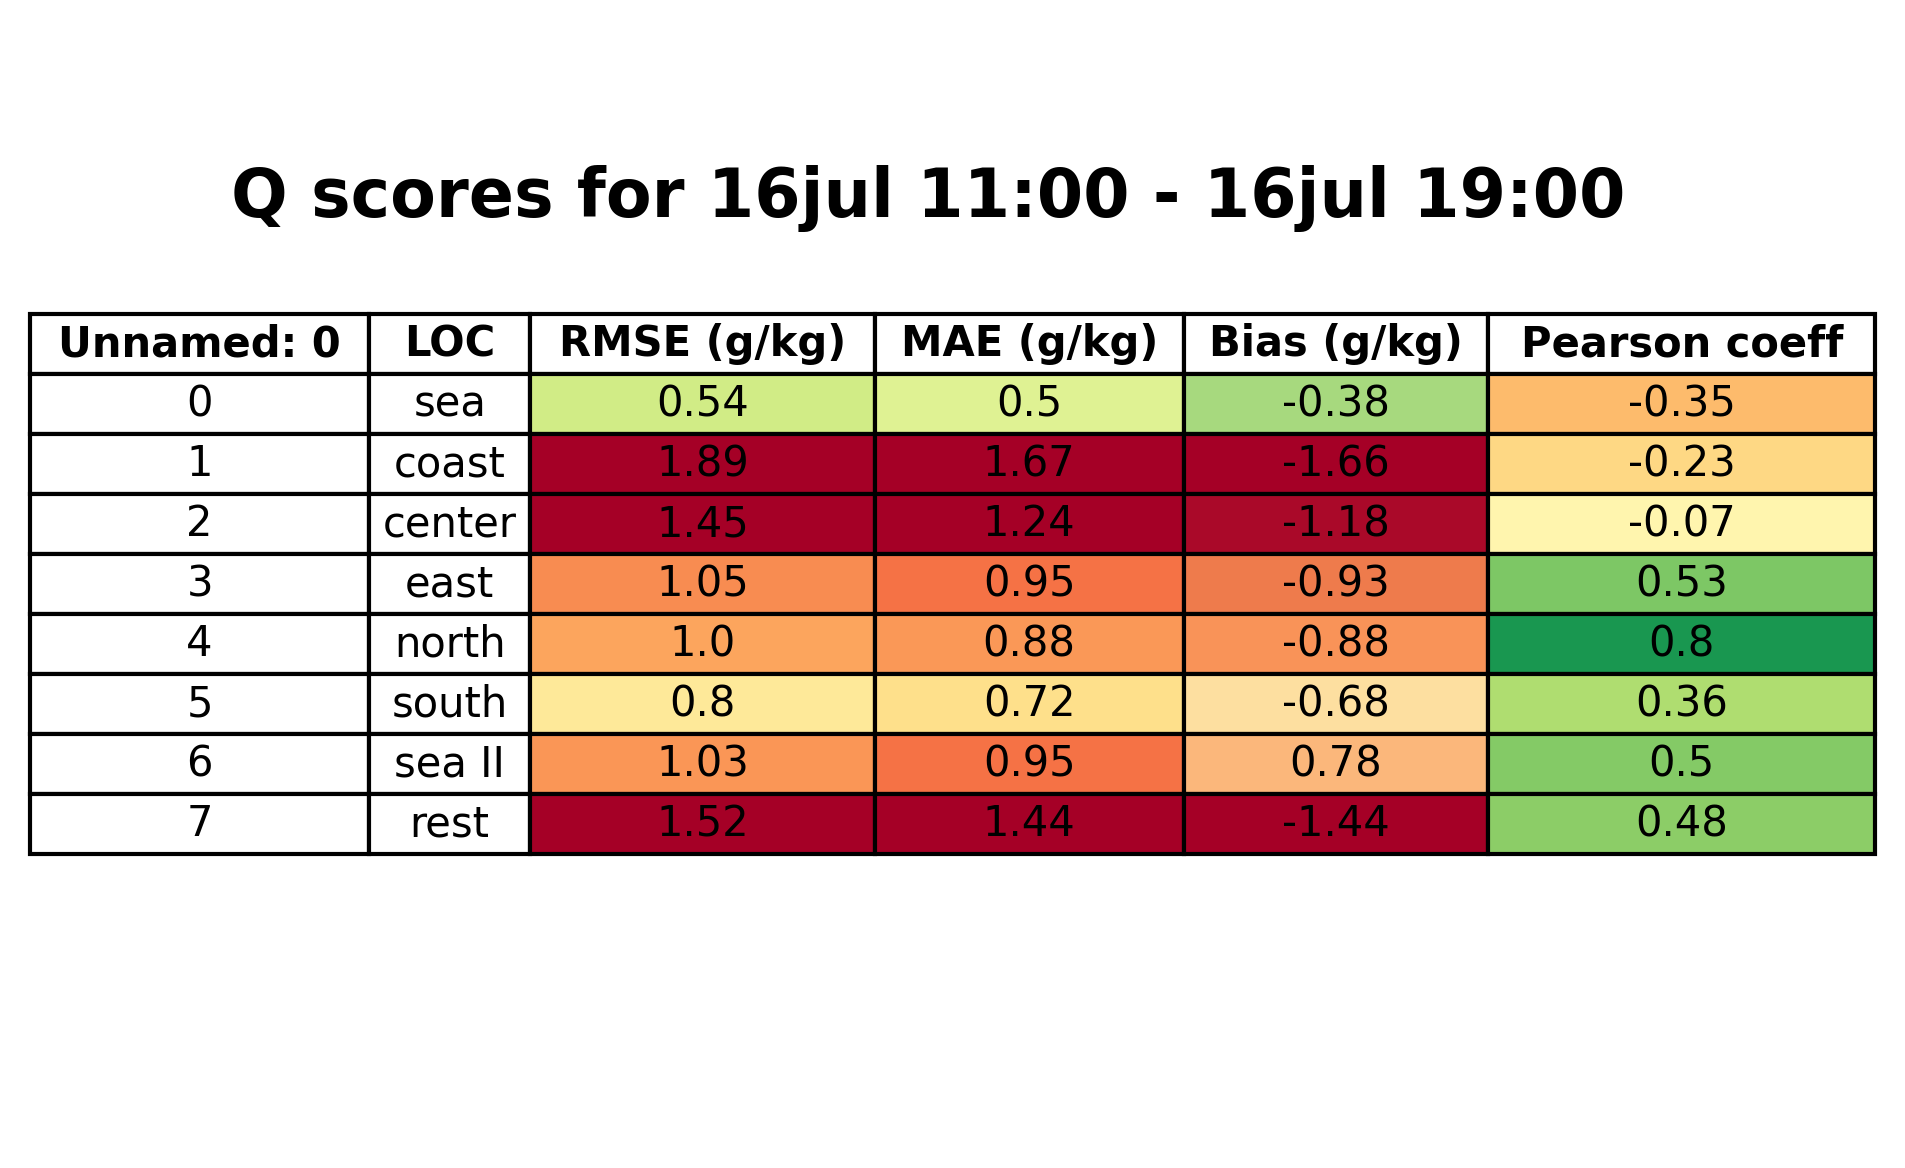 Q scores for 16jul 11:00 - 16jul 19:00
Unnamed: 0 LOC RMSE (g/kg) MAE (g/kg) Bias (g/kg) Pearson coeff
0 sea 0.54 0.5 -0.38 -0.35
1 coast 1.89 1.67 -1.66 -0.23
2 center 1.45 1.24 -1.18 -0.07
3 east 1.05 0.95 -0.93 0.53
4 north 1.0 0.88 -0.88 0.8
5 south 0.8 0.72 -0.68 0.36
6 sea II 1.03 0.95 0.78 0.5
7 rest 1.52 1.44 -1.44 0.48